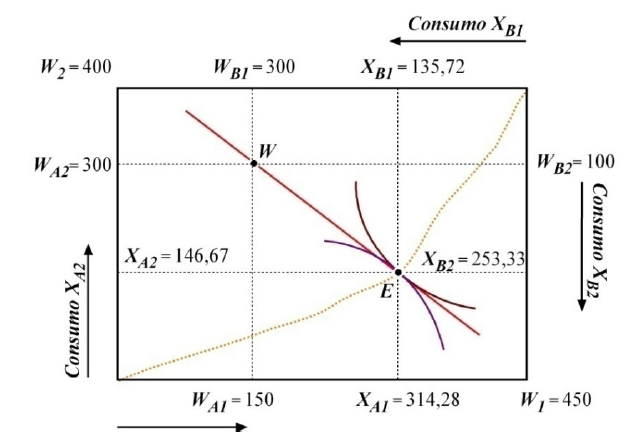 Consumo X_B1
W_2 = 400 W_B1 = 300 X_B1 = 135,72
W
W_A2 = 300 W_B2 = 100
X_A2 = 146,67 X_B2 = 253,33
E
Consumo X_A2
Consumo X_B2
W_A1 = 150 X_A1 = 314,28 W_1 = 450